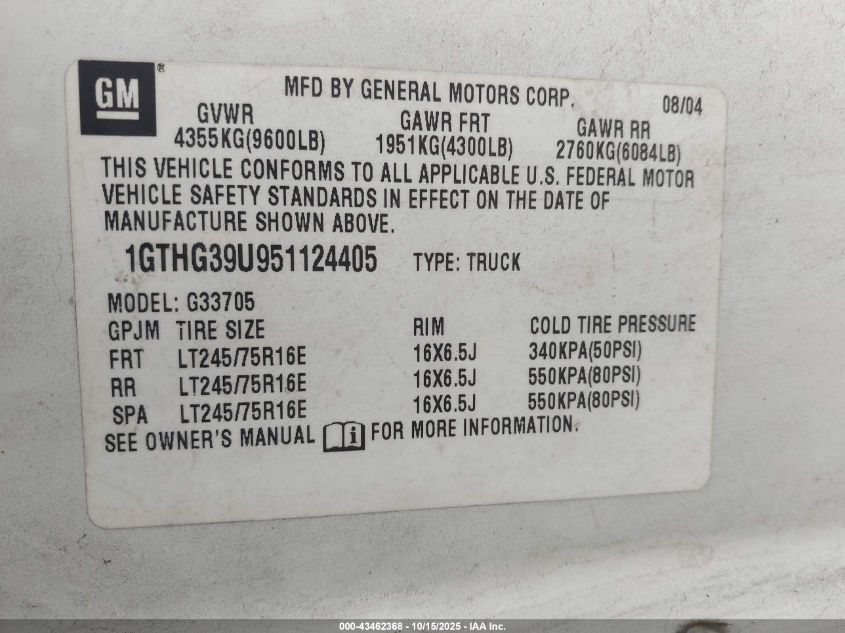 GM®
MFD BY GENERAL MOTORS CORP. 08/04
GVWR GAWR FRT GAWR RR
4355KG(9600LB) 1951KG(4300LB) 2760KG(6084LB)
THIS VEHICLE CONFORMS TO ALL APPLICABLE U.S. FEDERAL MOTOR
VEHICLE SAFETY STANDARDS IN EFFECT ON THE DATE OF
MANUFACTURE SHOWN ABOVE.
1GTHG39U951124405 TYPE: TRUCK
MODEL: G33705
GPJM TIRE SIZE RIM COLD TIRE PRESSURE
FRT LT245/75R16E 16X6.5J 340KPA(50PSI)
RR LT245/75R16E 16X6.5J 550KPA(80PSI)
SPA LT245/75R16E 16X6.5J 550KPA(80PSI)
SEE OWNER'S MANUAL i FOR MORE INFORMATION.
000-43462368 - 10/15/2025 - IAA Inc.